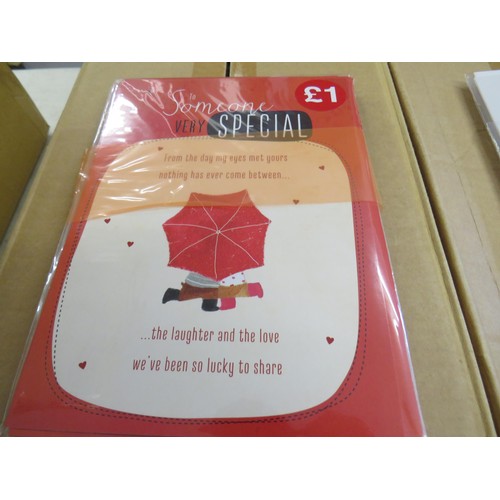 To
Someone
£1
VERY SPECIAL
From the day my eyes met yours
nothing has ever come between...
...the laughter and the love
we've been so lucky to share